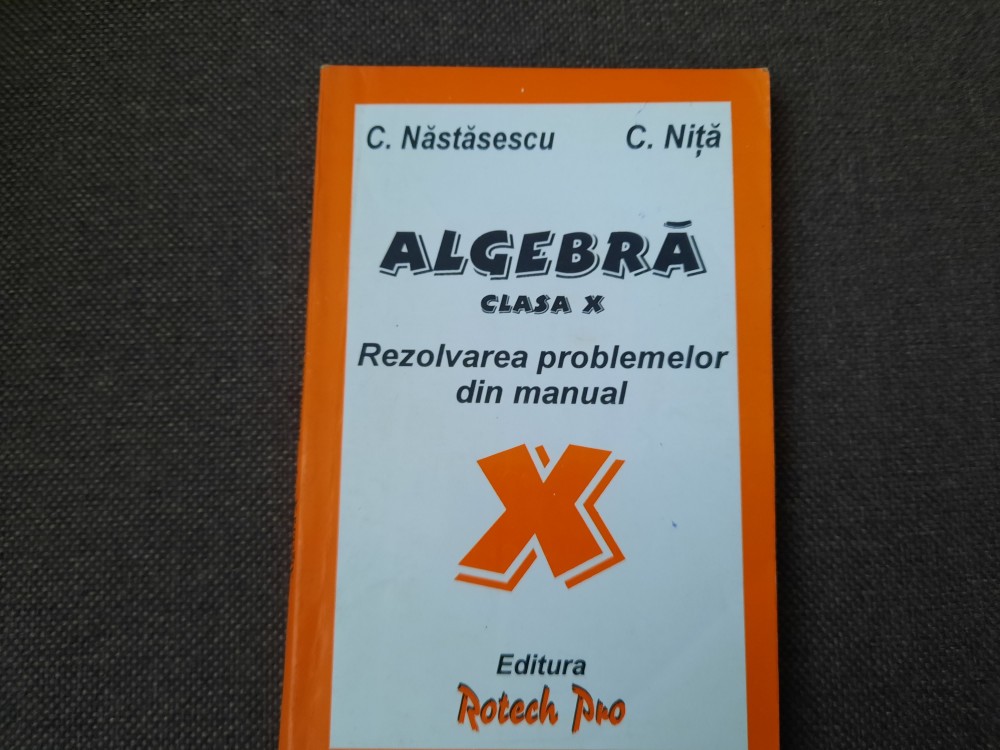 C. Năstăsescu C. Niță
ALGEBRĂ
CLASA X
Rezolvarea problemelor
din manual
X
Editura
Rotech Pro